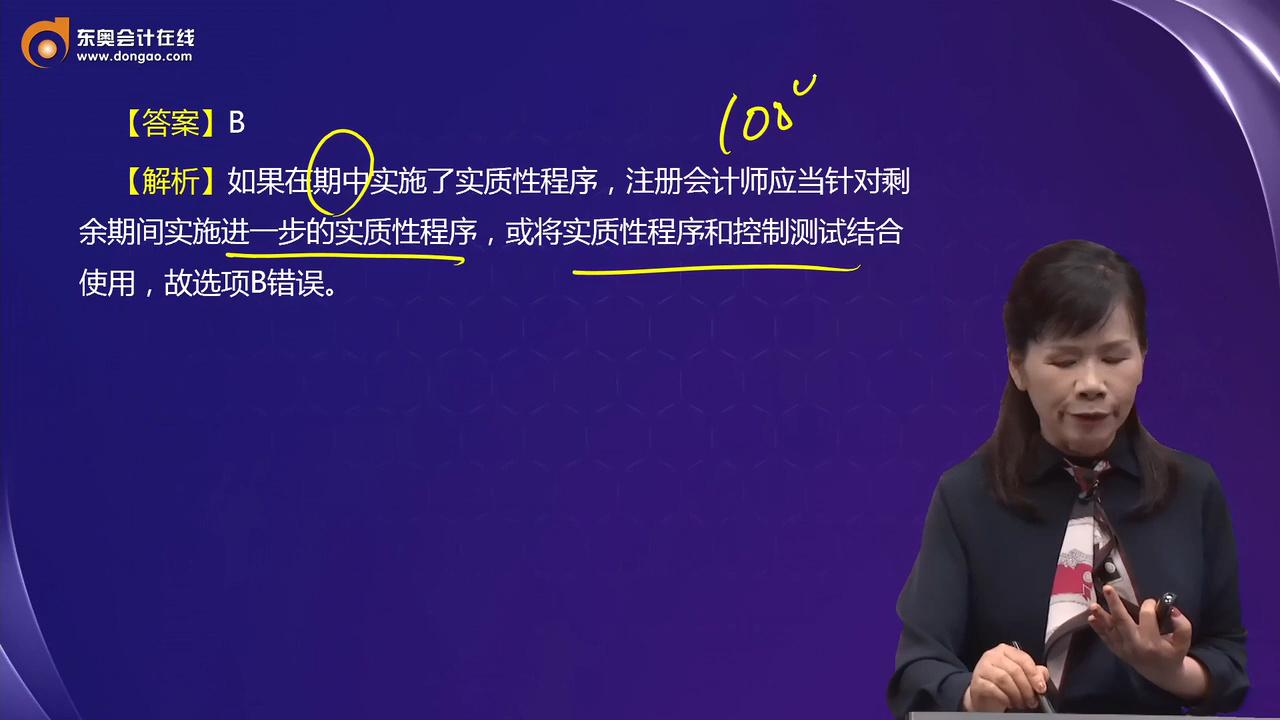 东奥会计在线
www.dongao.com
【答案】B
100
【解析】如果在期中实施了实质性程序，注册会计师应当针对剩
余期间实施进一步的实质性程序，或将实质性程序和控制测试结合
使用，故选项B错误。